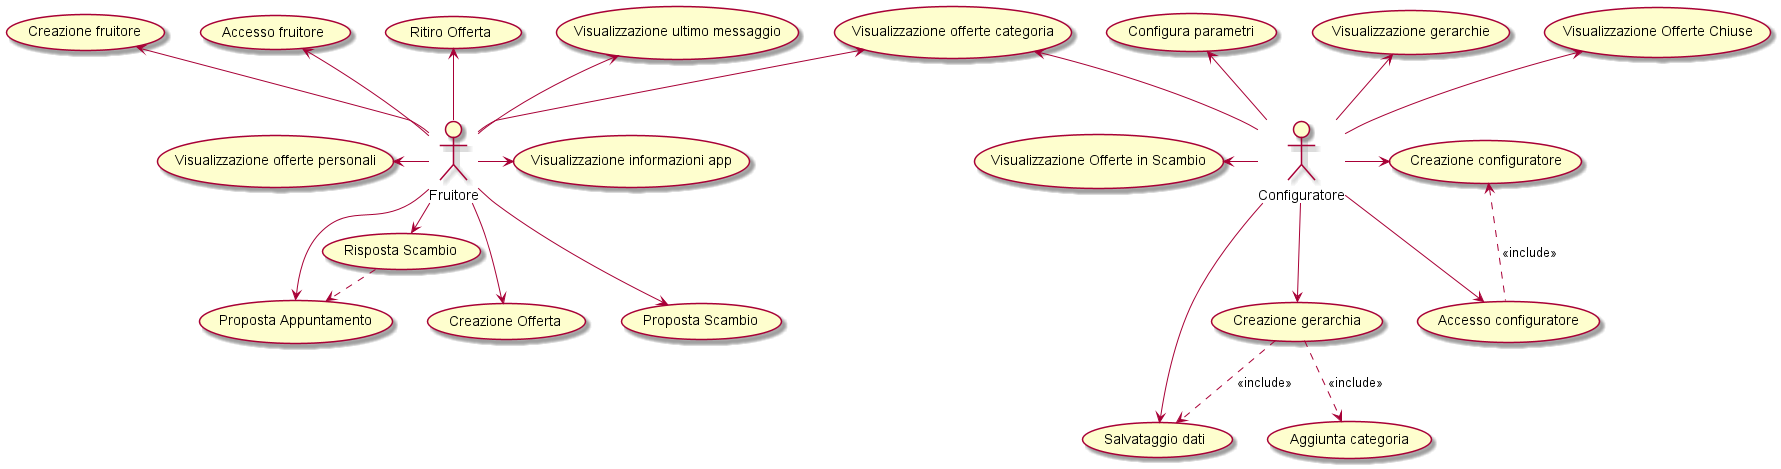 Creazione fruitore
Accesso fruitore
Ritiro Offerta
Visualizzazione ultimo messaggio
Visualizzazione offerte categoria
Configura parametri
Visualizzazione gerarchie
Visualizzazione Offerte Chiuse
Visualizzazione offerte personali
Visualizzazione informazioni app
Visualizzazione Offerte in Scambio
Creazione configuratore
Fruitore
Configuratore
Risposta Scambio
«include»
Proposta Appuntamento
Creazione Offerta
Proposta Scambio
Creazione gerarchia
Accesso configuratore
«include»
«include»
Salvataggio dati
Aggiunta categoria